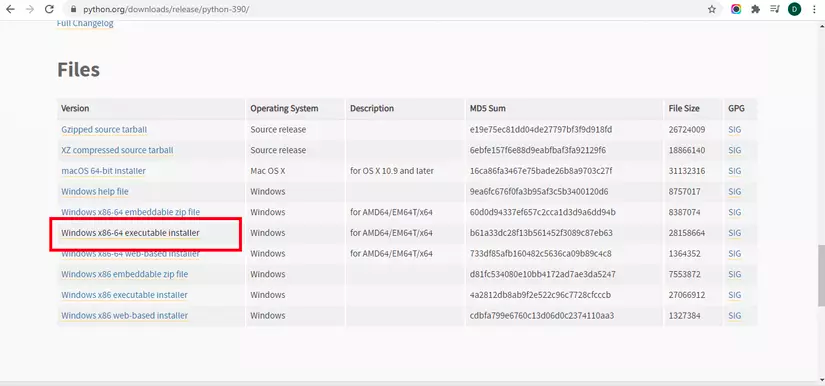 python.org/downloads/release/python-390/
D
Full Changelog
Files
Version Operating System Description MD5 Sum File Size GPG
Gzipped source tarball Source release e19e75ec81dd04de27797bf3f9d918fd 26724009 SIG
XZ compressed source tarball Source release 6ebfe157f6e88d9eabfbaf3fa92129f6 18866140 SIG
macOS 64-bit installer Mac OS X for OS X 10.9 and later 16ca86fa3467e75bade26b8a9703c27f 31132316 SIG
Windows help file Windows 9ea6fc676f0fa3b95af3c5b3400120d6 8757017 SIG
Windows x86-64 embeddable zip file Windows for AMD64/EM64T/x64 60d0d94337ef657c2cca1d3d9a6dd94b 8387074 SIG
Windows x86-64 executable installer Windows for AMD64/EM64T/x64 b61a33dc28f13b561452f3089c87eb63 28158664 SIG
Windows x86-64 web-based installer Windows for AMD64/EM64T/x64 733df85afb160482c5636ca09b89c4c8 1364352 SIG
Windows x86 embeddable zip file Windows d81fc534080e10bb4172ad7ae3da5247 7553872 SIG
Windows x86 executable installer Windows 4a2812db8ab9f2e522c96c7728cfcccb 27066912 SIG
Windows x86 web-based installer Windows cdbfa799e6760c13d06d0c2374110aa3 1327384 SIG